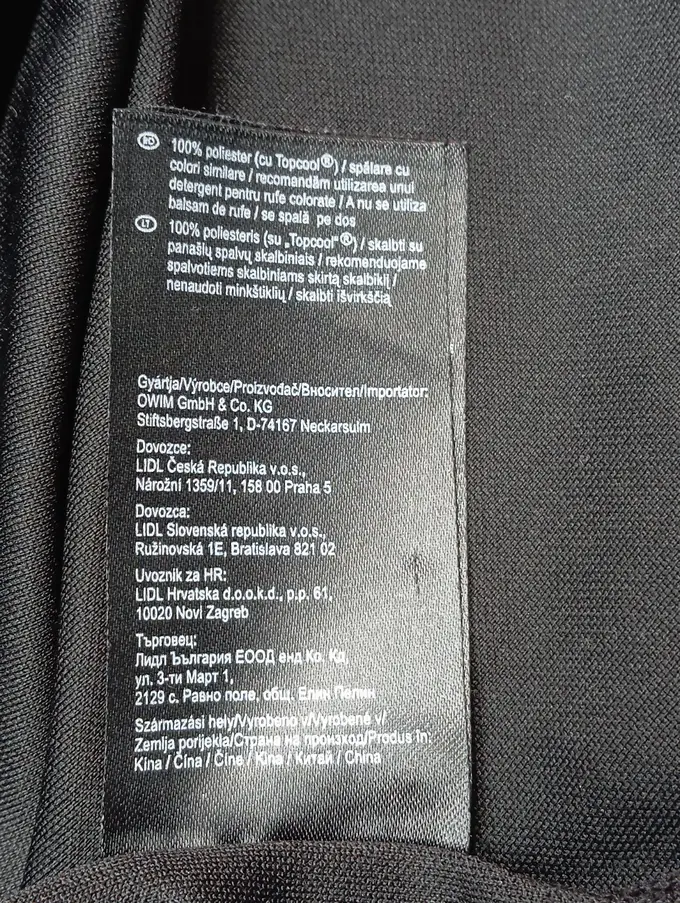 RO 100% poliester (cu Topcool®) / spălare cu
colori similare / recomandăm utilizarea unui
detergent pentru rufe colorate / A nu se utiliza
balsam de rufe / se spală pe dos
LT 100% poliesteris (su „Topcool“®) / skalbti su
panašių spalvų skalbiniais / rekomenduojame
spalvotiems skalbiniams skirtą skalbiklį /
nenaudoti minkštiklių / skalbti išvirkščią
Gyártja/Výrobce/Proizvođač/Вносител/Importator:
OWIM GmbH & Co. KG
Stiftsbergstraße 1, D-74167 Neckarsulm
Dovozce:
LIDL Česká Republika v.o.s.,
Nárožní 1359/11, 158 00 Praha 5
Dovozca:
LIDL Slovenská republika v.o.s.,
Ružinovská 1E, Bratislava 821 02
Uvoznik za HR:
LIDL Hrvatska d.o.o.k.d., p.p. 61,
10020 Novi Zagreb
Търговец:
Лидл България ЕООД енд Ко. Кд,
ул. 3-ти Март 1,
2129 с. Равно поле, общ. Елин Пелин
Származási hely/Vyrobeno v/Vyrobené v/
Zemlja porijekla/Страна на произход/Produs în:
Kína / Čína / Číne / Kina / Китай / China